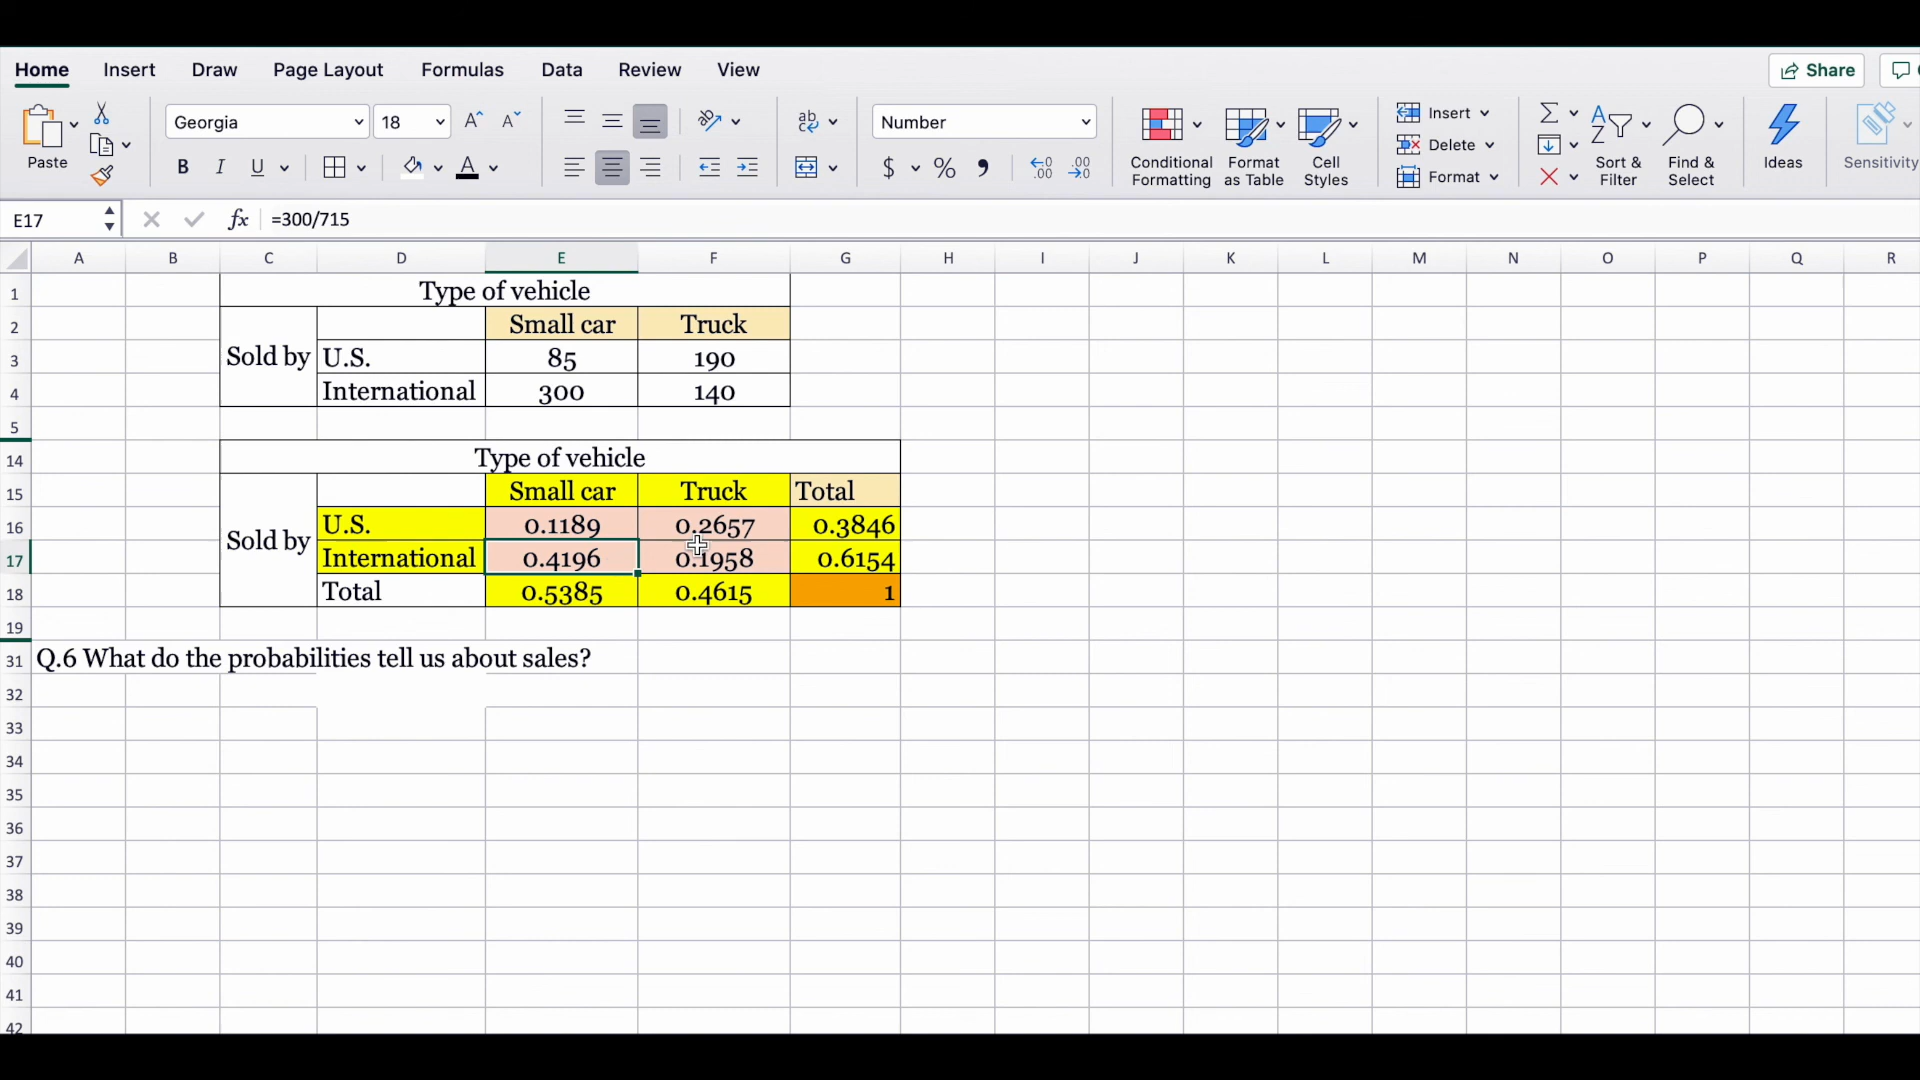 Home Insert Draw Page Layout Formulas Data Review View Share
Georgia 18 A A ab Number
Paste B I U A $ % 9 .00 .00 Conditional Formatting Format as Table Cell Styles
Insert
Delete
Format
Sort & Filter
Find & Select
Ideas
Sensitivity
E17 fx =300/715
A B C D E F G H I J K L M N O P Q R
1 Type of vehicle
2 Small car Truck
3 Sold by U.S. 85 190
4 International 300 140
5
14 Type of vehicle
15 Small car Truck Total
16 U.S. 0.1189 0.2657 0.3846
Sold by
17 International 0.4196 0.1958 0.6154
18 Total 0.5385 0.4615 1
19
31 Q.6 What do the probabilities tell us about sales?
32
33
34
35
36
37
38
39
40
41
42